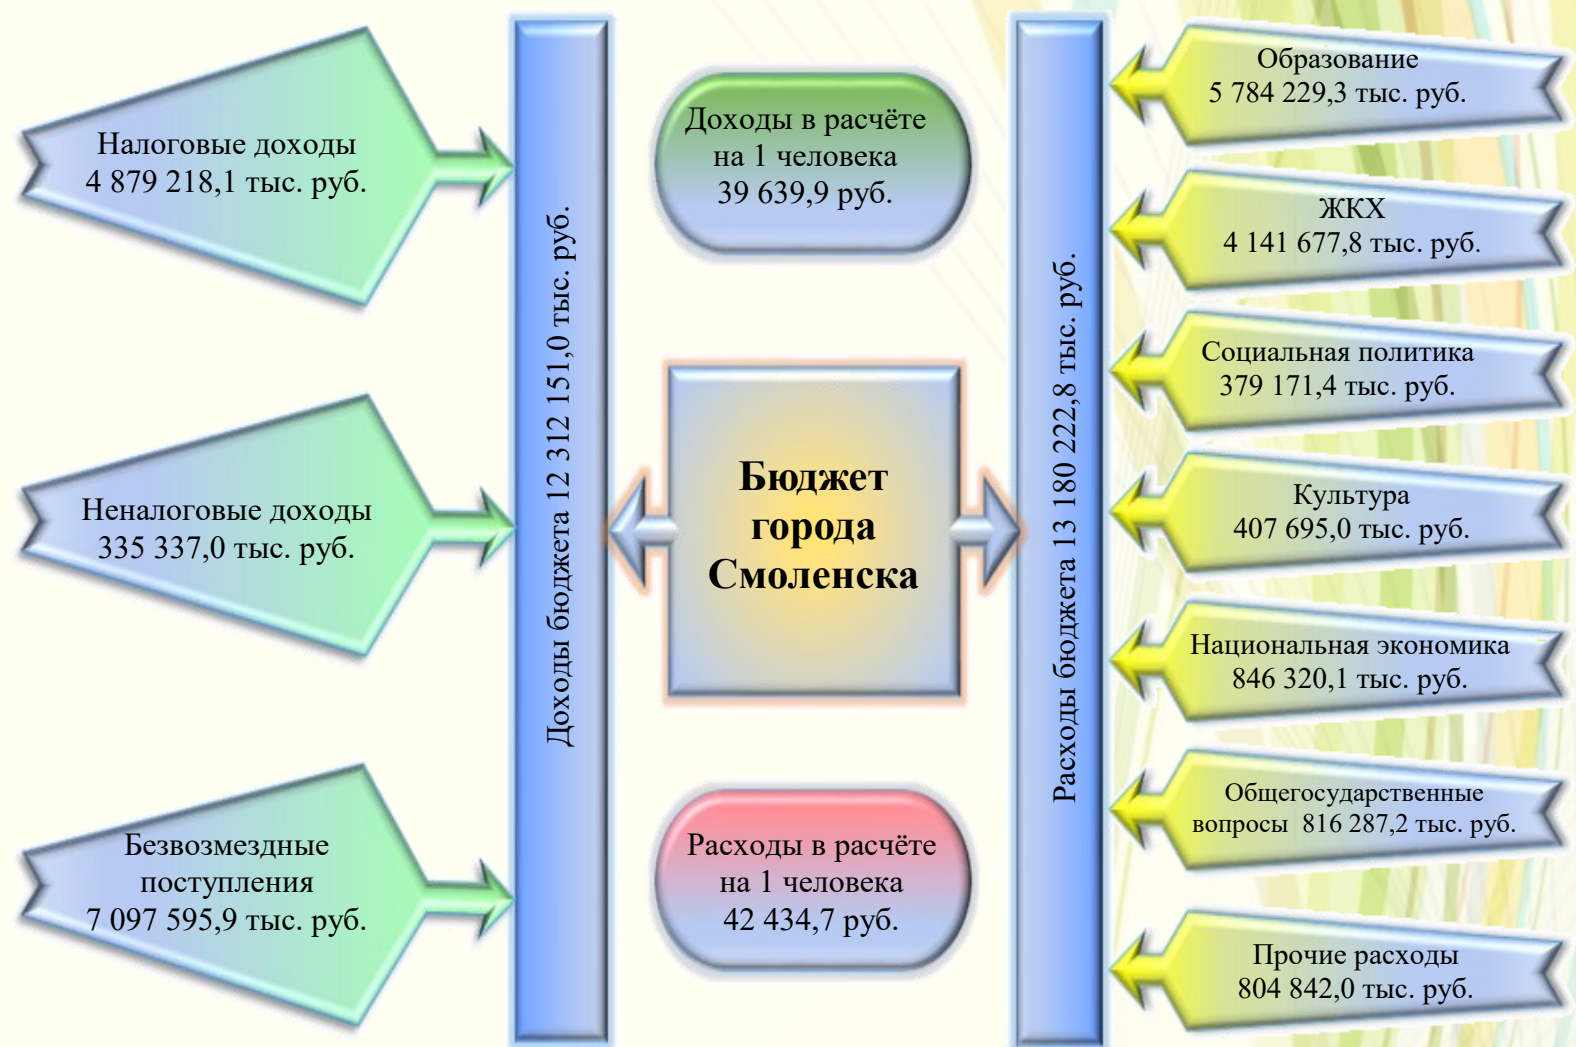 Налоговые доходы
4 879 218,1 тыс. руб.
Неналоговые доходы
335 337,0 тыс. руб.
Безвозмездные
поступления
7 097 595,9 тыс. руб.
Доходы бюджета 12 312 151,0 тыс. руб.
Доходы в расчёте
на 1 человека
39 639,9 руб.
Бюджет
города
Смоленска
Расходы в расчёте
на 1 человека
42 434,7 руб.
Расходы бюджета 13 180 222,8 тыс. руб.
Образование
5 784 229,3 тыс. руб.
ЖКХ
4 141 677,8 тыс. руб.
Социальная политика
379 171,4 тыс. руб.
Культура
407 695,0 тыс. руб.
Национальная экономика
846 320,1 тыс. руб.
Общегосударственные
вопросы 816 287,2 тыс. руб.
Прочие расходы
804 842,0 тыс. руб.